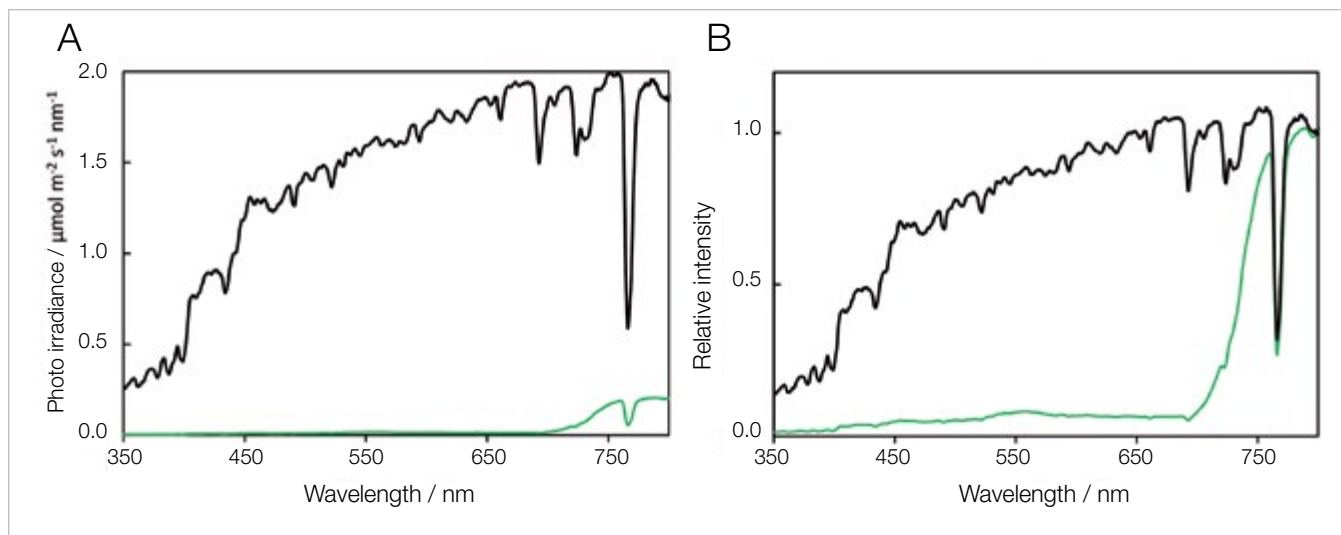 A
2.0
1.5
1.0
0.5
0.0
Photo irradiance / µmol m-2 s-1 nm-1
350 450 550 650 750
Wavelength / nm
B
1.0
0.5
0.0
Relative intensity
350 450 550 650 750
Wavelength / nm